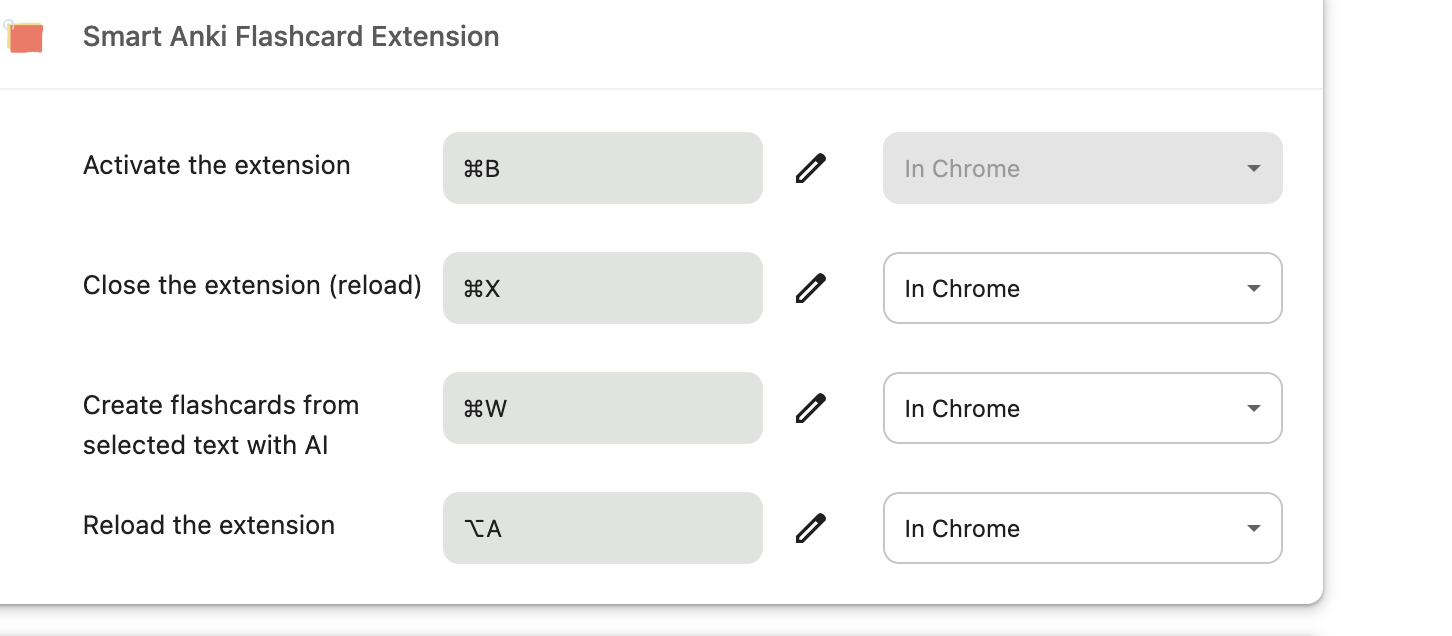 Smart Anki Flashcard Extension
Activate the extension
⌘B
In Chrome
Close the extension (reload)
⌘X
In Chrome
Create flashcards from
selected text with AI
⌘W
In Chrome
Reload the extension
⌥A
In Chrome